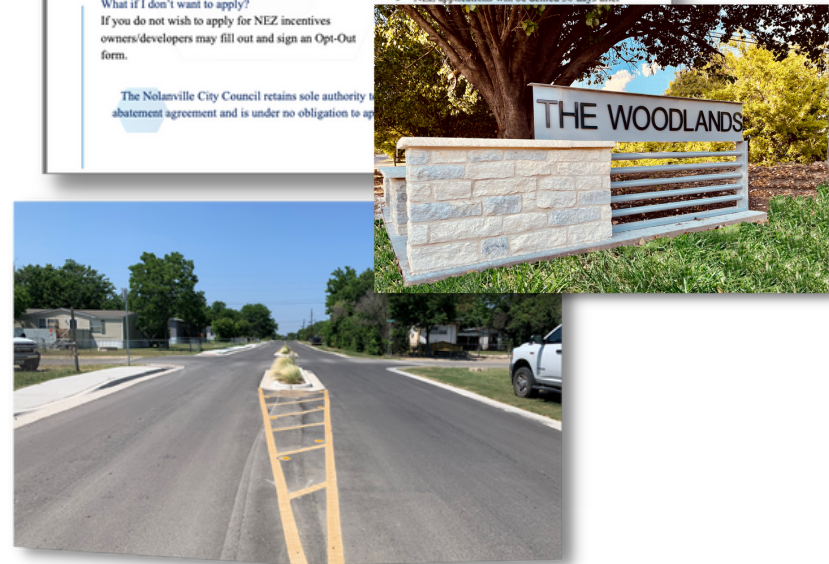 What if I don't want to apply?
If you do not wish to apply for NEZ incentives
owners/developers may fill out and sign an Opt-Out
form.
The Nolanville City Council retains sole authority t
abatement agreement and is under no obligation to ap
THE WOODLANDS